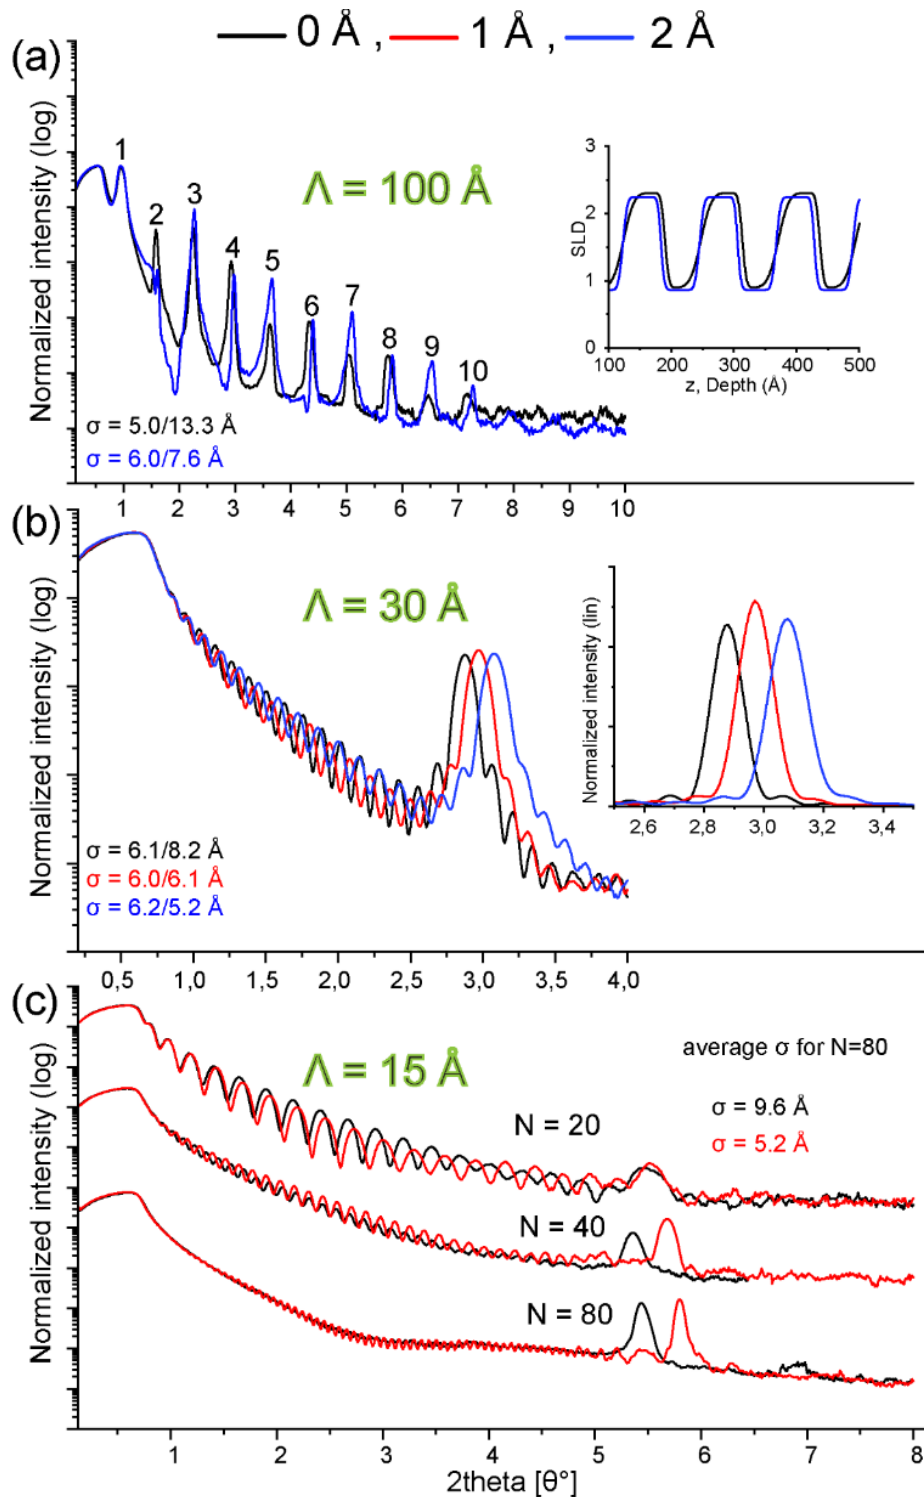 0 Å , 1 Å , 2 Å
(a)
Normalized intensity (log)
Λ = 100 Å
1
2
3
4
5
6
7
8
9
10
σ = 5.0/13.3 Å
σ = 6.0/7.6 Å
3
2
1
0
SLD
100 200 300 400 500
z, Depth (Å)
1 2 3 4 5 6 7 8 9 10
(b)
Normalized intensity (log)
Λ = 30 Å
σ = 6.1/8.2 Å
σ = 6.0/6.1 Å
σ = 6.2/5.2 Å
Normalized intensity (lin)
2,6 2,8 3,0 3,2 3,4
0,5 1,0 1,5 2,0 2,5 3,0 3,5 4,0
(c)
Normalized intensity (log)
Λ = 15 Å
average σ for N=80
σ = 9.6 Å
σ = 5.2 Å
N = 20
N = 40
N = 80
1 2 3 4 5 6 7 8
2theta [θ°]